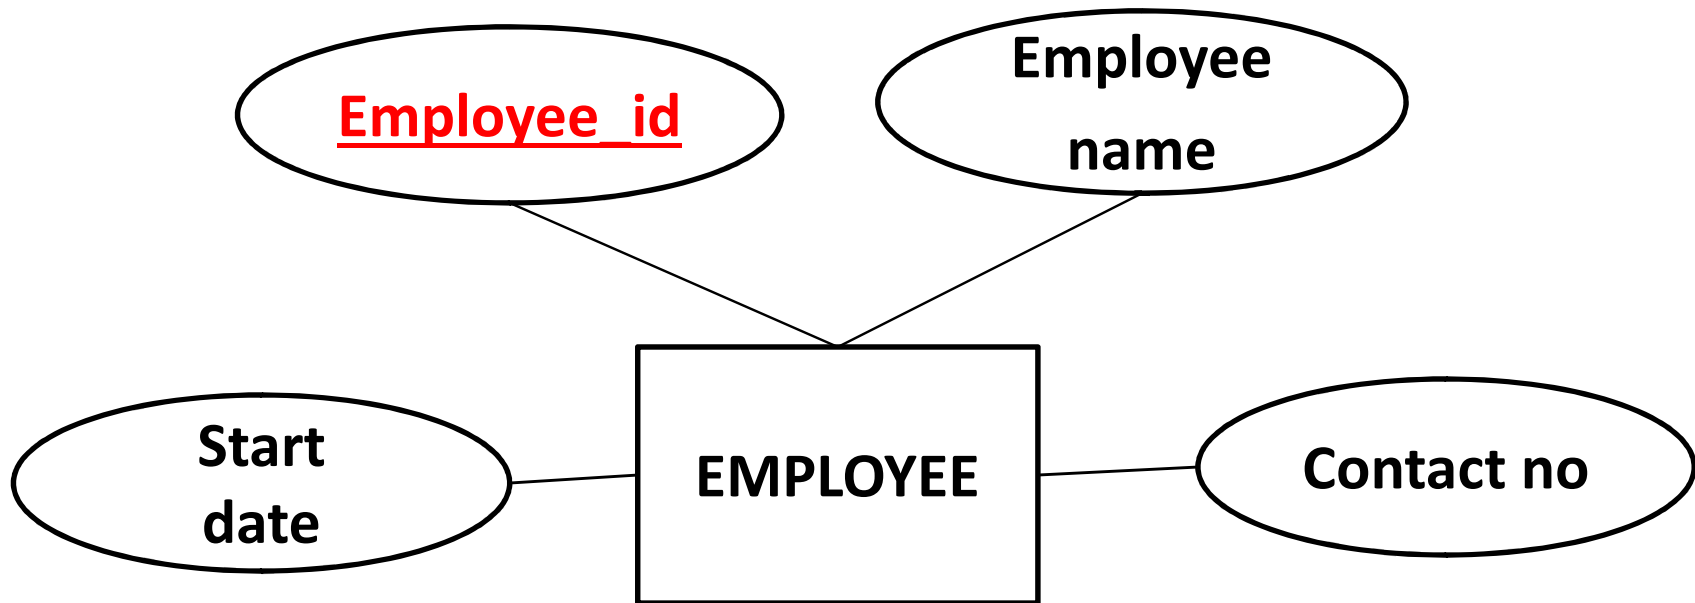 Employee_id
Employee
name
Start
date
EMPLOYEE
Contact no